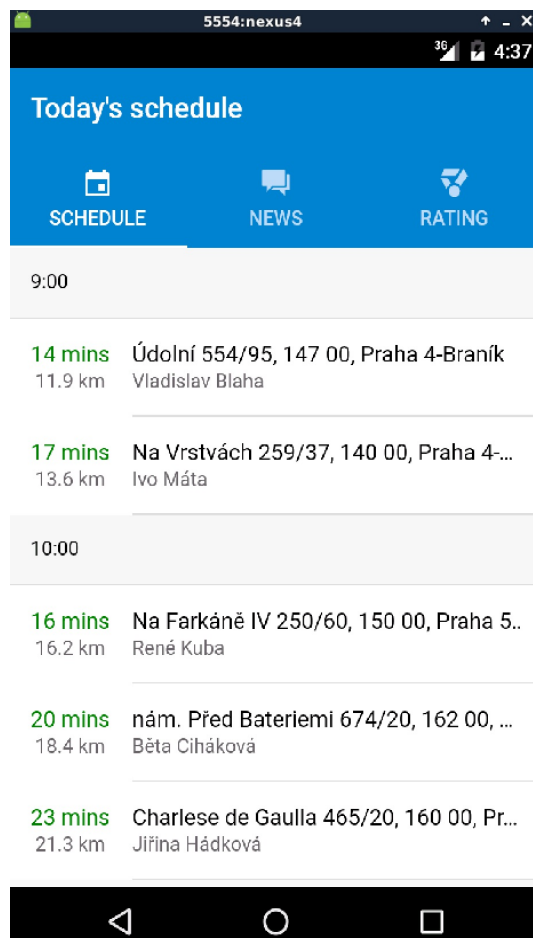 5554:nexus4
3G 4:37
Today's schedule
SCHEDULE NEWS RATING
9:00
14 mins Údolní 554/95, 147 00, Praha 4-Braník
11.9 km Vladislav Blaha
17 mins Na Vrstvách 259/37, 140 00, Praha 4-...
13.6 km Ivo Máta
10:00
16 mins Na Farkáně IV 250/60, 150 00, Praha 5..
16.2 km René Kuba
20 mins nám. Před Bateriemi 674/20, 162 00, ...
18.4 km Běta Ciháková
23 mins Charlese de Gaulla 465/20, 160 00, Pr...
21.3 km Jiřina Hádková